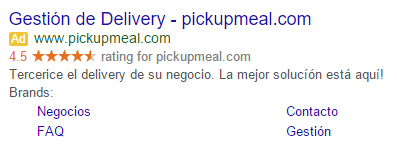 Gestión de Delivery - pickupmeal.com
Ad www.pickupmeal.com
4.5 rating for pickupmeal.com
Tercerice el delivery de su negocio. La mejor solución está aquí!
Brands:
Negocios Contacto
FAQ Gestión